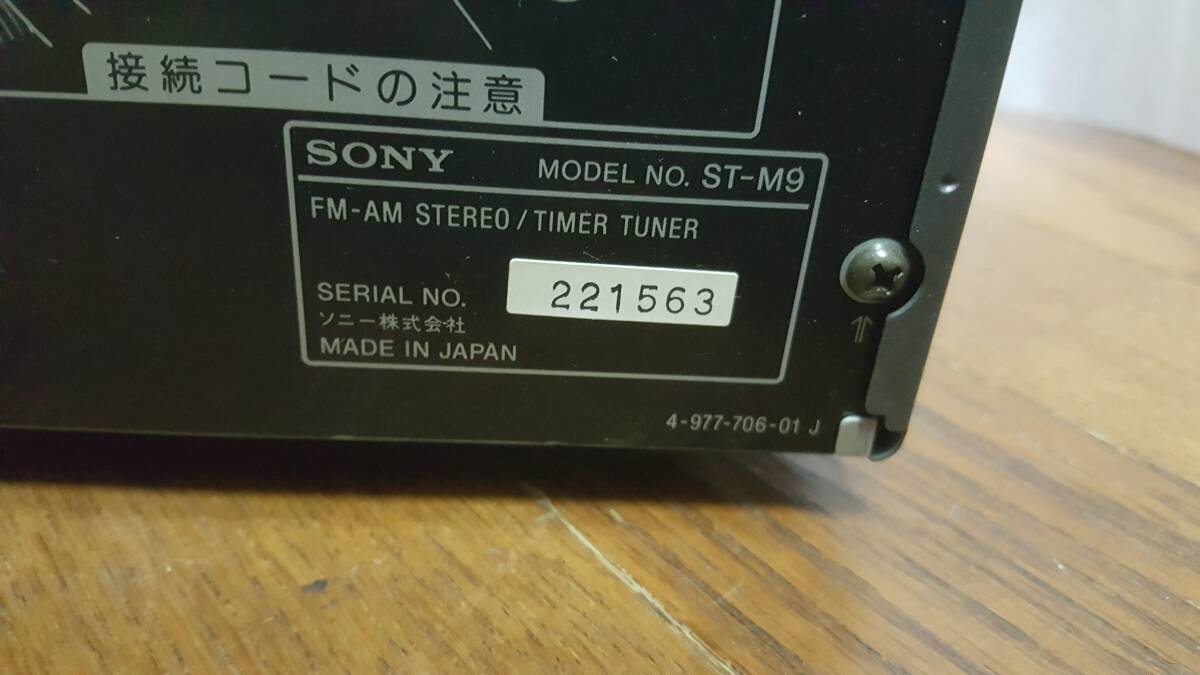 接続コードの注意
SONY MODEL NO. ST-M9
FM-AM STEREO/TIMER TUNER
SERIAL NO. 221563
ソニー株式会社
MADE IN JAPAN
4-977-706-01 J